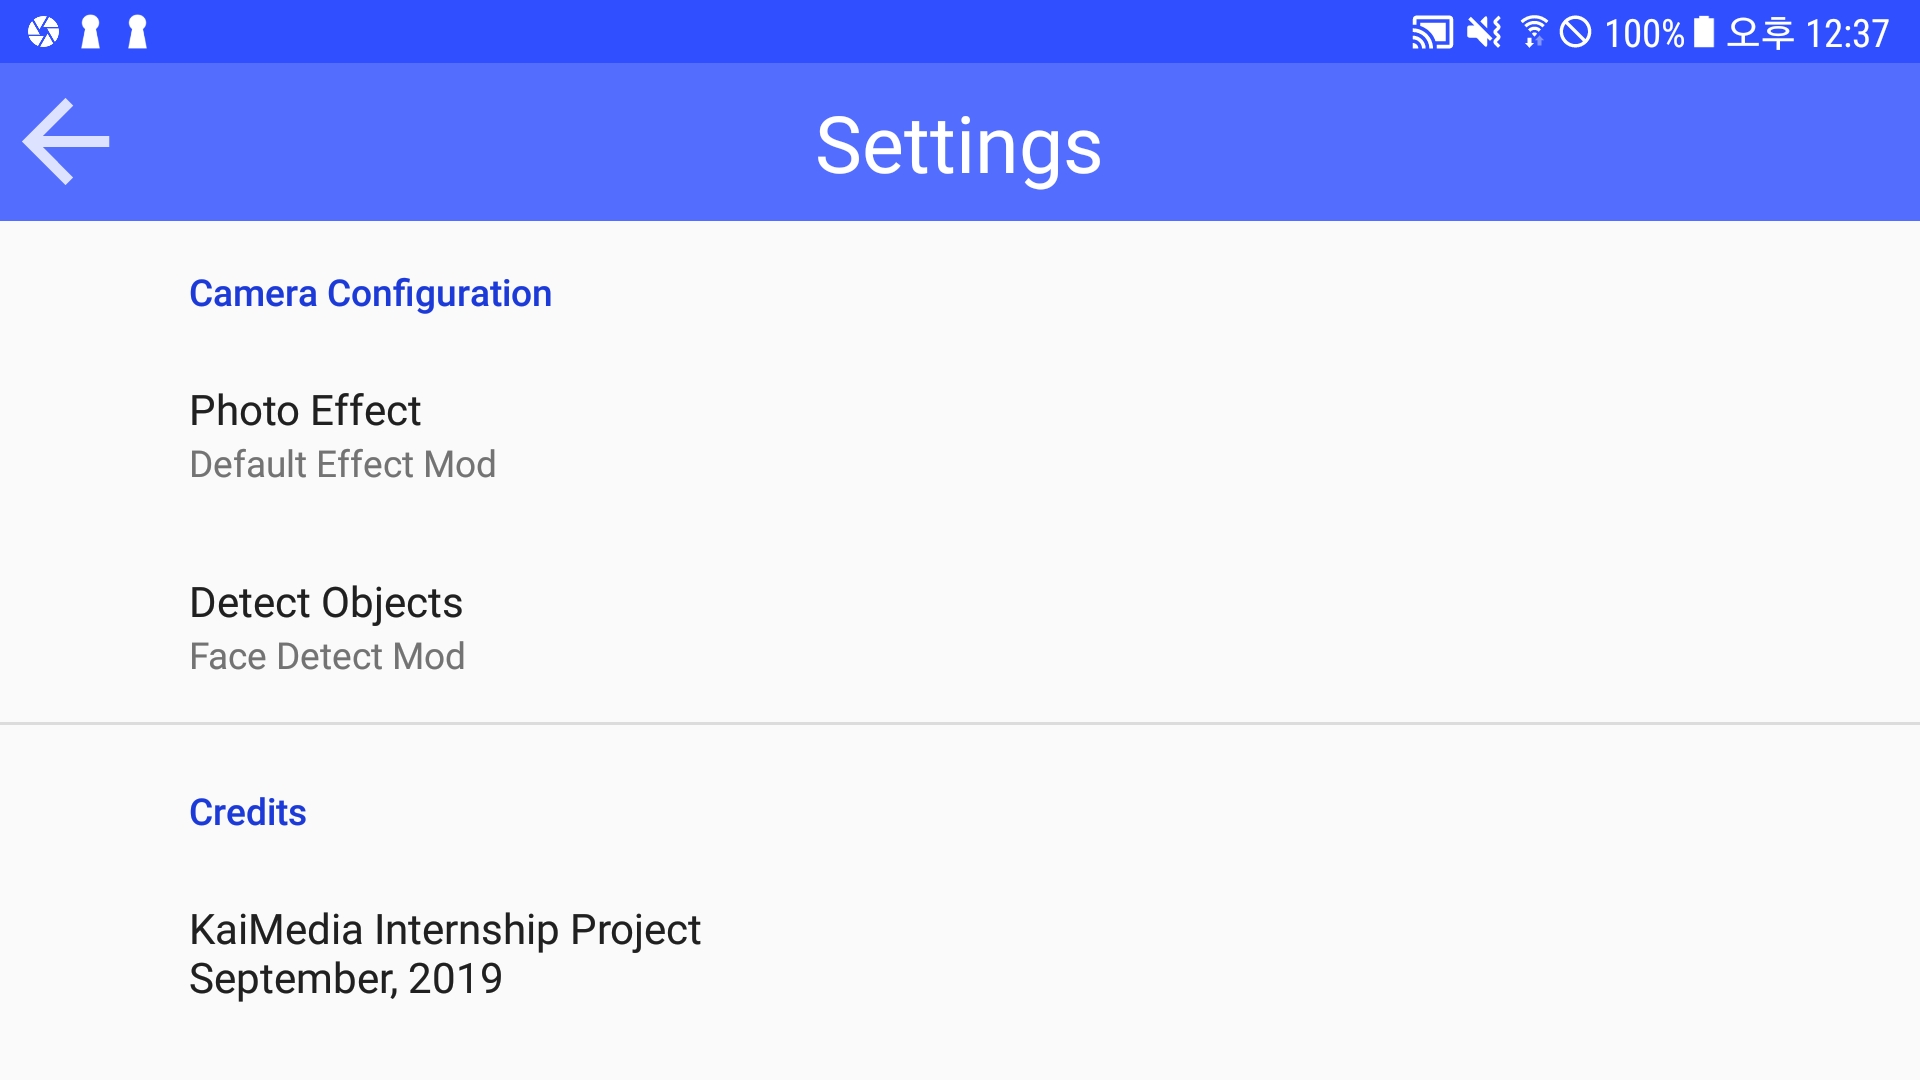 100% 오후 12:37
Settings
Camera Configuration
Photo Effect
Default Effect Mod
Detect Objects
Face Detect Mod
Credits
KaiMedia Internship Project
September, 2019